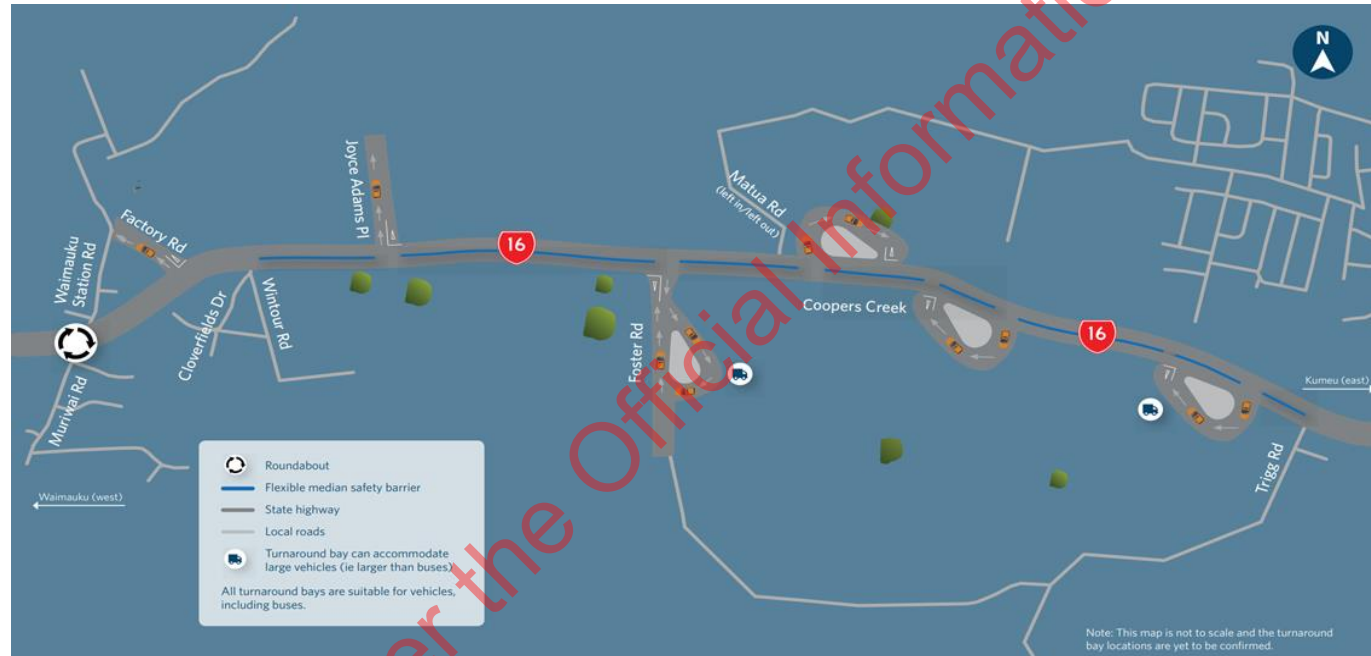 N
Joyce Adams Pl
Matua Rd
(left in/left out)
Factory Rd
Waimauku
Station Rd
16
Cloverfields Dr
Wintour Rd
Foster Rd
Coopers Creek
16
Kumeu (east)
Muriwai Rd
Trigg Rd
Waimauku (west)
Roundabout
Flexible median safety barrier
State highway
Local roads
Turnaround bay can accommodate
large vehicles (ie larger than buses)
All turnaround bays are suitable for vehicles,
including buses.
Note: This map is not to scale and the turnaround
bay locations are yet to be confirmed.
er the Official Informatio